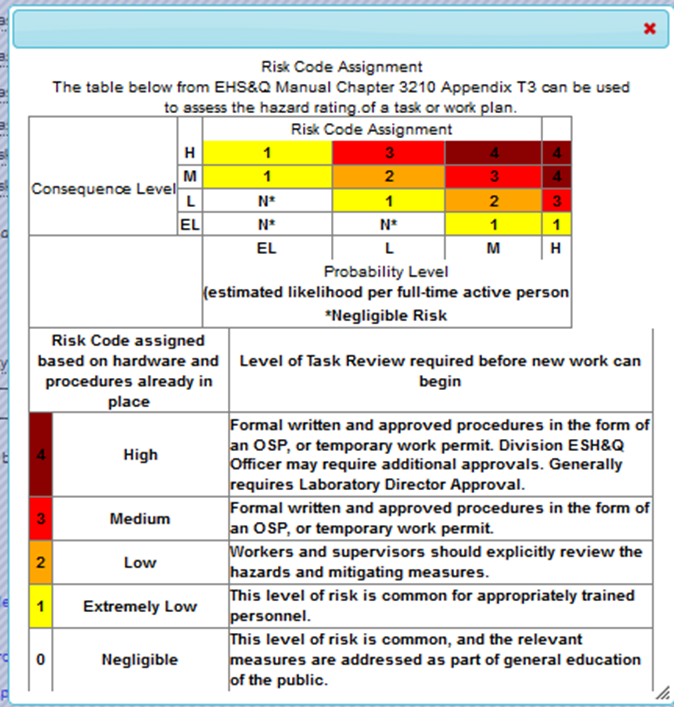 Risk Code Assignment
The table below from EHS&Q Manual Chapter 3210 Appendix T3 can be used
to assess the hazard rating.of a task or work plan.
Risk Code Assignment
Consequence Level
H 1 3 4 4
M 1 2 3 4
L N* 1 2 3
EL N* N* 1 1
EL L M H
Probability Level
(estimated likelihood per full-time active person
*Negligible Risk
Risk Code assigned
based on hardware and
procedures already in
place
Level of Task Review required before new work can
begin
4 High
Formal written and approved procedures in the form of
an OSP, or temporary work permit. Division ESH&Q
Officer may require additional approvals. Generally
requires Laboratory Director Approval.
3 Medium
Formal written and approved procedures in the form of
an OSP, or temporary work permit.
2 Low
Workers and supervisors should explicitly review the
hazards and mitigating measures.
1 Extremely Low
This level of risk is common for appropriately trained
personnel.
0 Negligible
This level of risk is common, and the relevant
measures are addressed as part of general education
of the public.